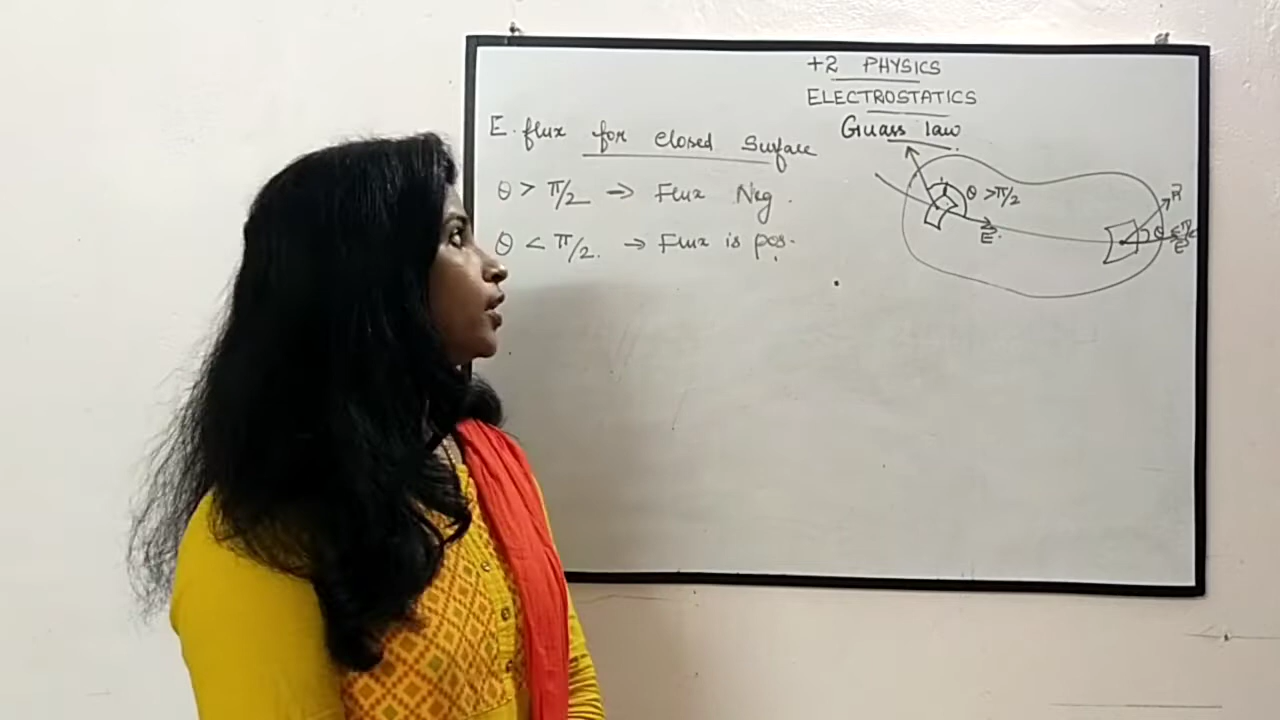 +2 PHYSICS
ELECTROSTATICS
Guass law.
E. flux for closed Surface
θ > π/2 → Flux Neg.
θ < π/2. → Flux is pos.
θ > π/2
E
θ
E